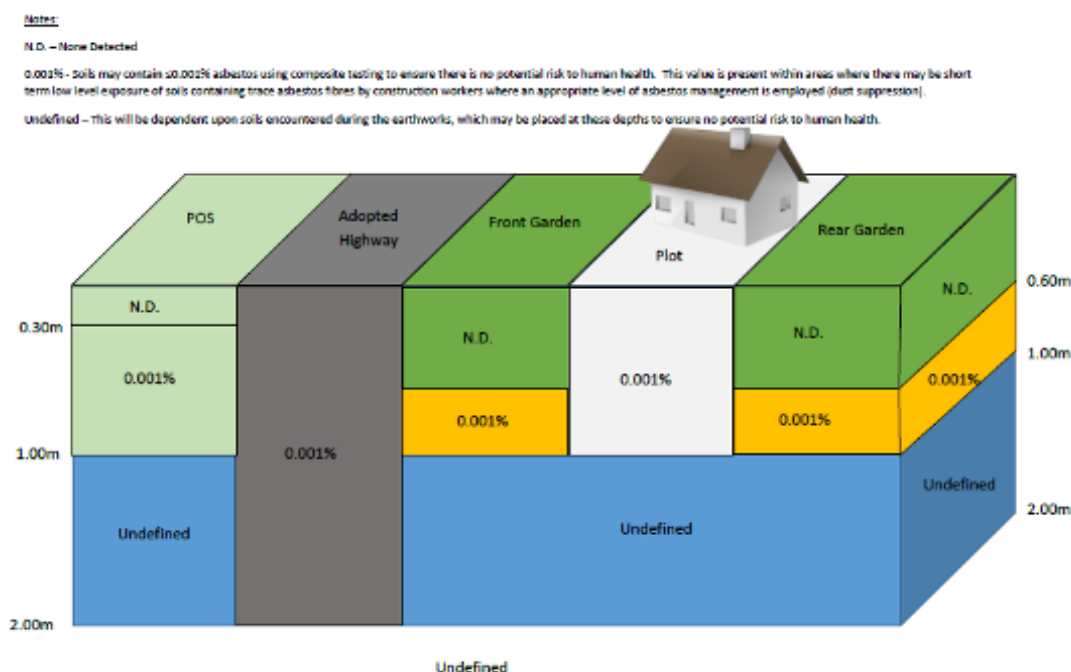 Notes:
N.D. – None Detected
0.001% - Soils may contain ≤0.001% asbestos using composite testing to ensure there is no potential risk to human health. This value is present within areas where there may be short
term low level exposure of soils containing trace asbestos fibres by construction workers where an appropriate level of asbestos management is employed (dust suppression).
Undefined – This will be dependent upon soils encountered during the earthworks, which may be placed at these depths to ensure no potential risk to human health.
POS
Adopted
Highway
Front Garden
Plot
Rear Garden
0.60m
N.D.
N.D.
0.30m
N.D.
N.D.
1.00m
0.001%
0.001%
0.001%
0.001%
0.001%
1.00m
0.001%
Undefined
2.00m
Undefined
Undefined
2.00m
Undefined